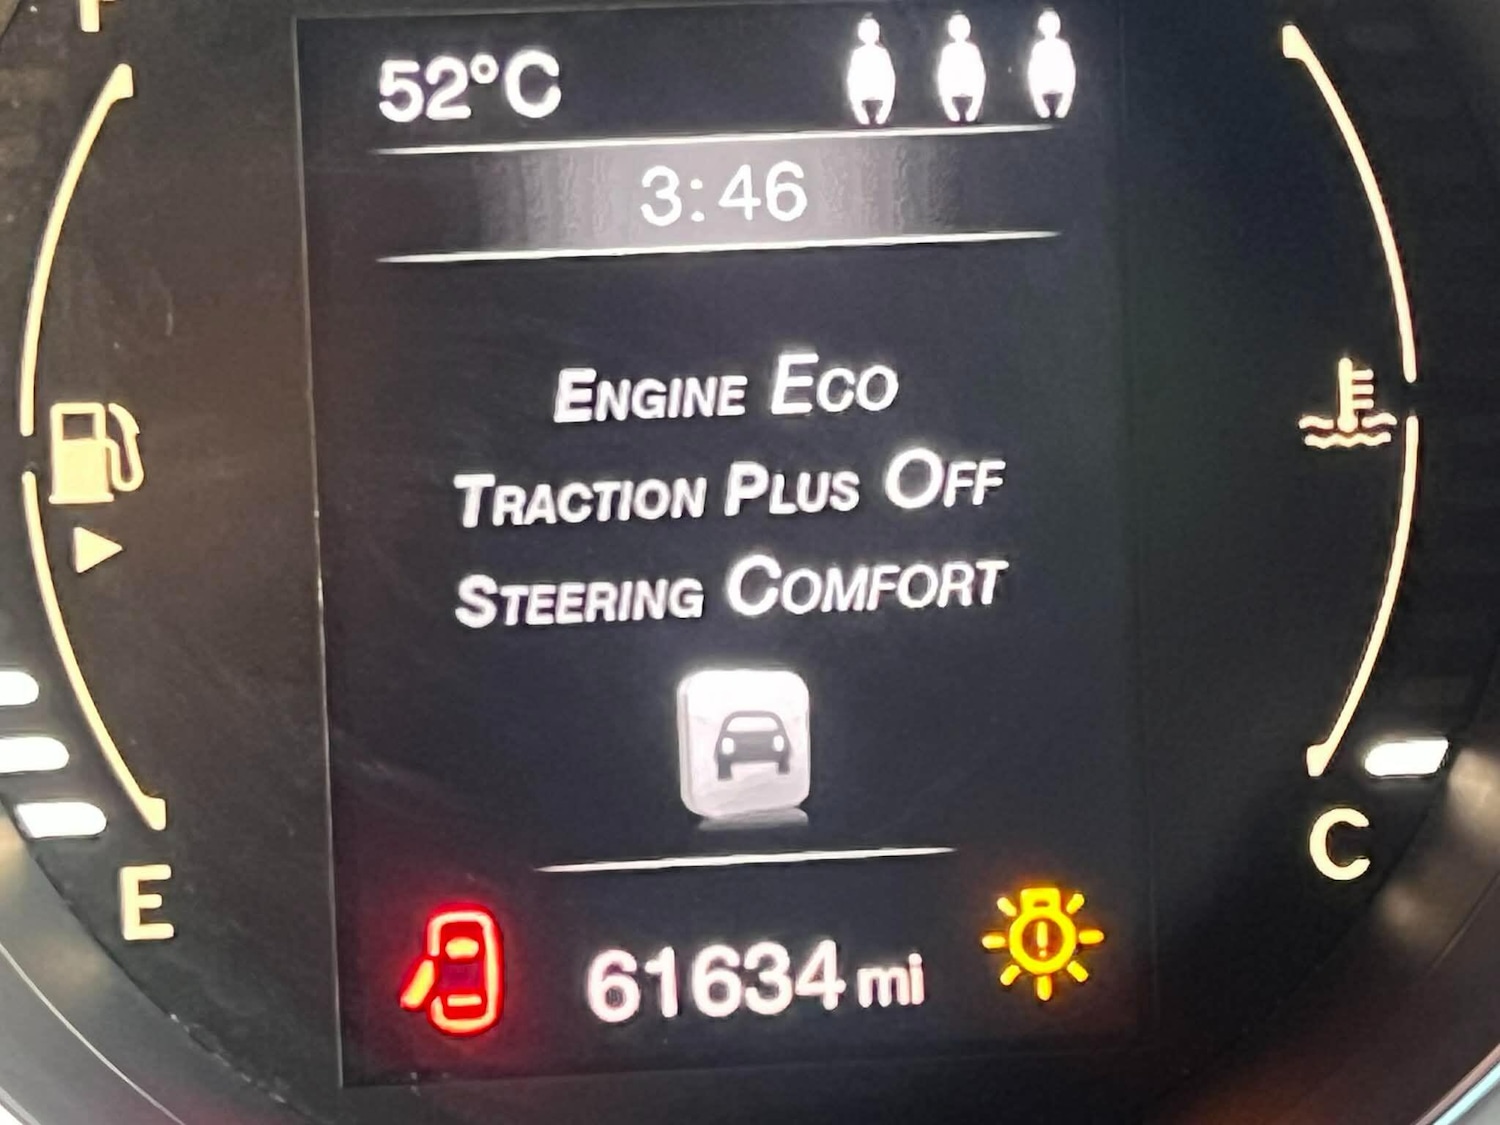 F
52°C
3:46
ENGINE ECO
TRACTION PLUS OFF
STEERING COMFORT
E
C
61634 mi